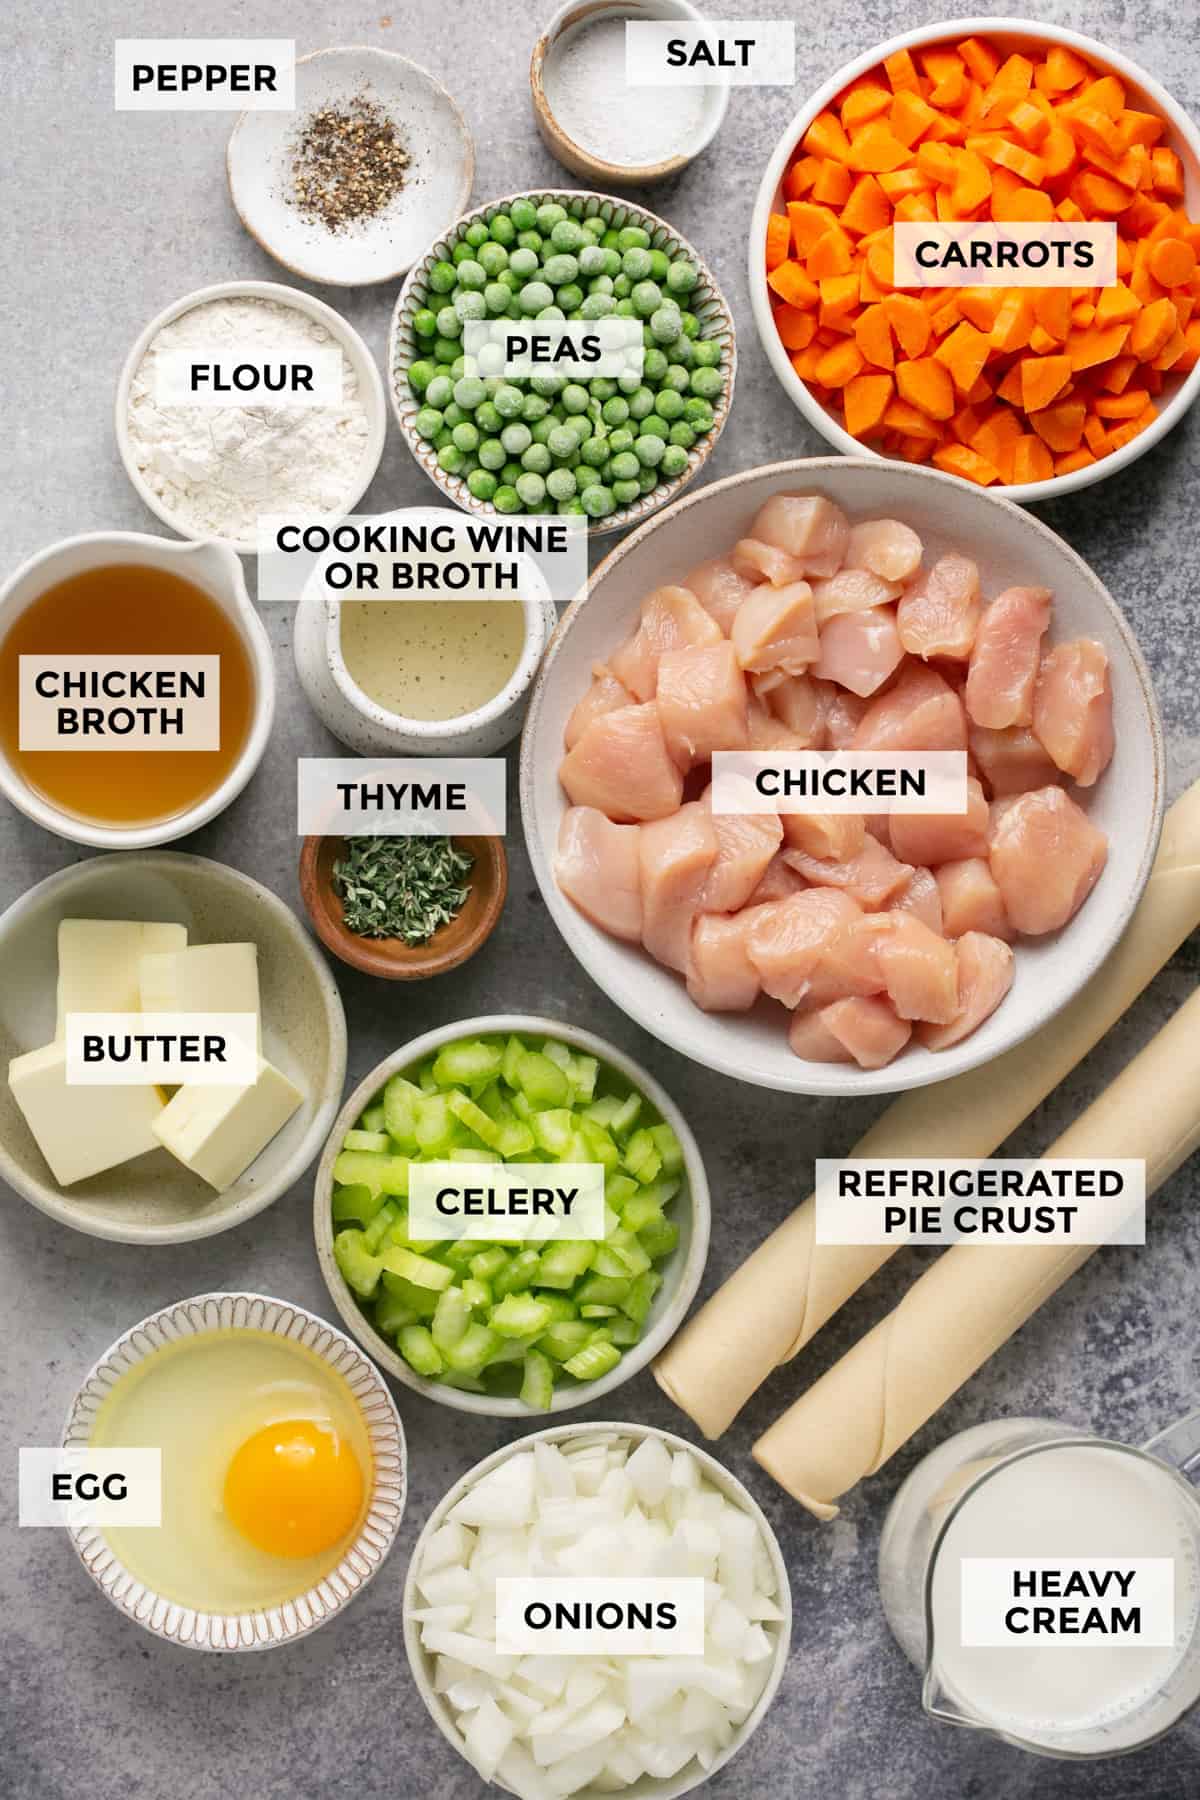 SALT
PEPPER
CARROTS
PEAS
FLOUR
COOKING WINE
OR BROTH
CHICKEN
BROTH
CHICKEN
THYME
BUTTER
CELERY
REFRIGERATED
PIE CRUST
EGG
HEAVY
CREAM
ONIONS